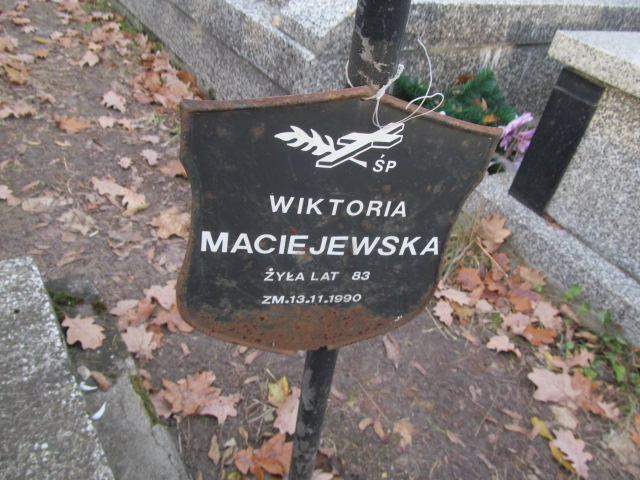 ŚP
WIKTORIA
MACIEJEWSKA
ŻYŁA LAT 83
ZM.13.11.1990